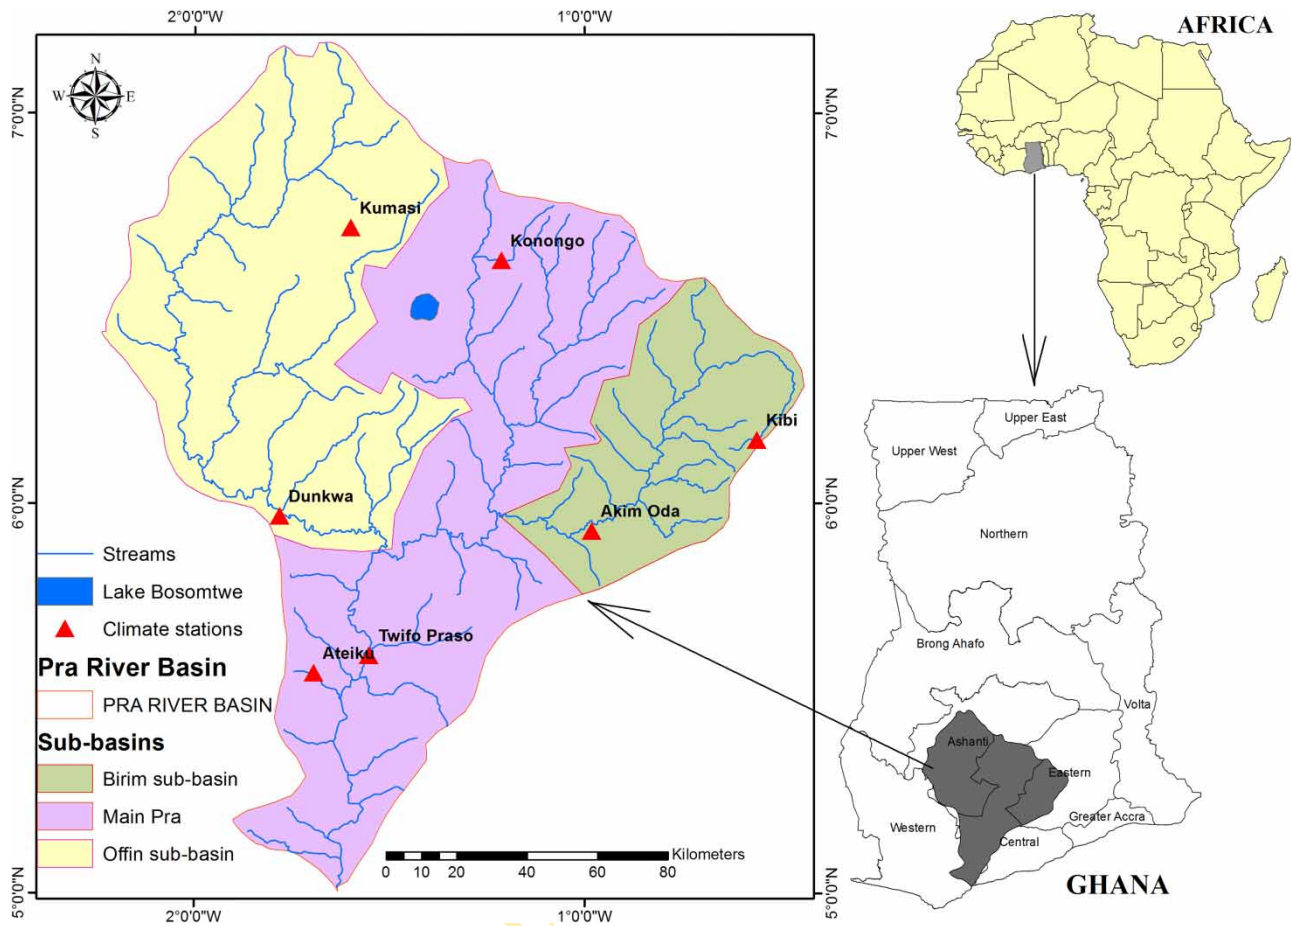 2°0'0"W
1°0'0"W
AFRICA
N
W
E
S
7°0'0"N
7°0'0"N
Kumasi
Konongo
Kibi
Dunkwa
Akim Oda
6°0'0"N
6°0'0"N
Twifo Praso
Ateiku
Streams
Lake Bosomtwe
Climate stations
Pra River Basin
PRA RIVER BASIN
Sub-basins
Birim sub-basin
Main Pra
Offin sub-basin
Kilometers
0 5 10 20 40 60 80
5°0'0"N
5°0'0"N
2°0'0"W
1°0'0"W
Upper East
Upper West
Northern
Brong Ahafo
Volta
Ashanti
Eastern
Greater Accra
Western
Central
GHANA